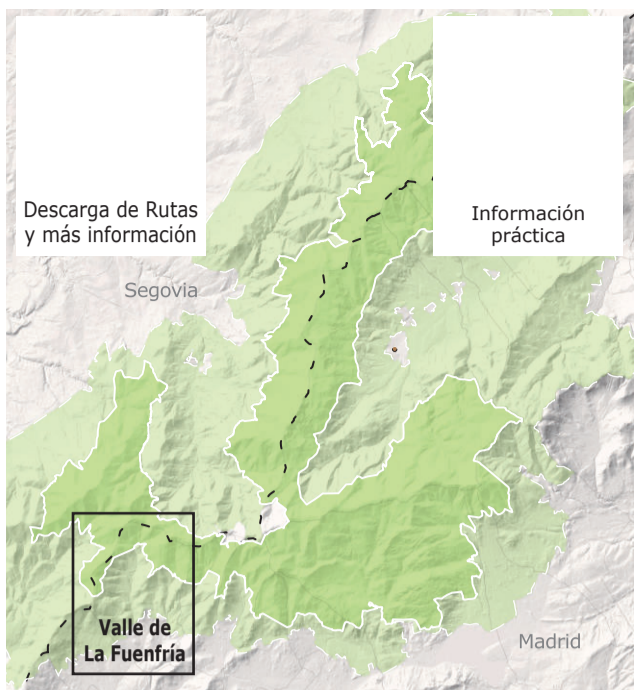 Descarga de Rutas
y más información
Información
práctica
Segovia
Valle de
La Fuenfría
Madrid